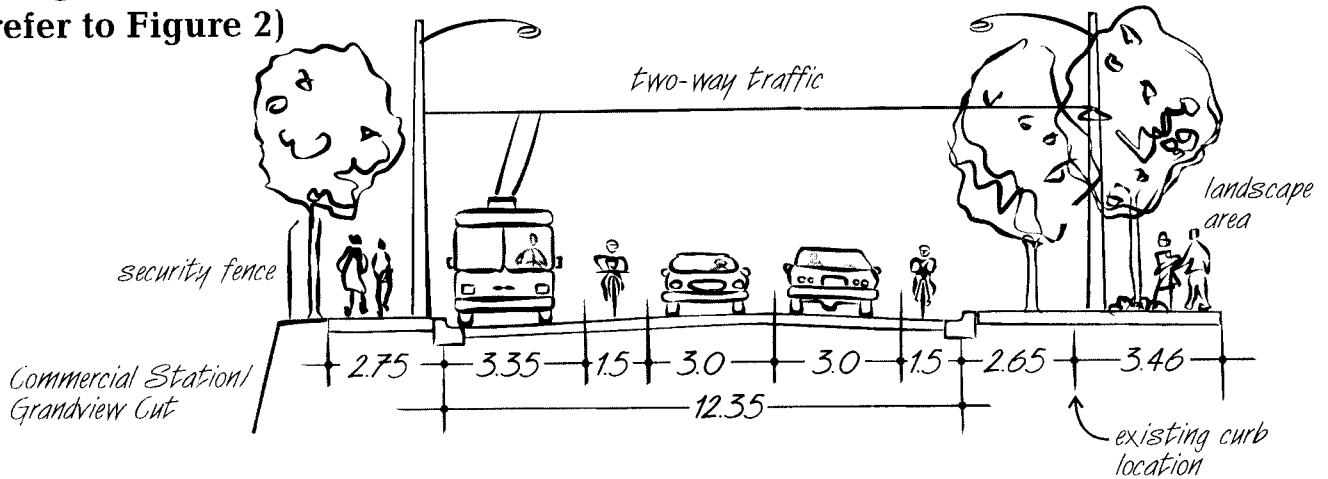 refer to Figure 2)
two-way traffic
landscape
area
security fence
2.75 3.35 1.5 3.0 3.0 1.5 2.65 3.46
Commercial Station/
Grandview Cut
12.35
existing curb
location